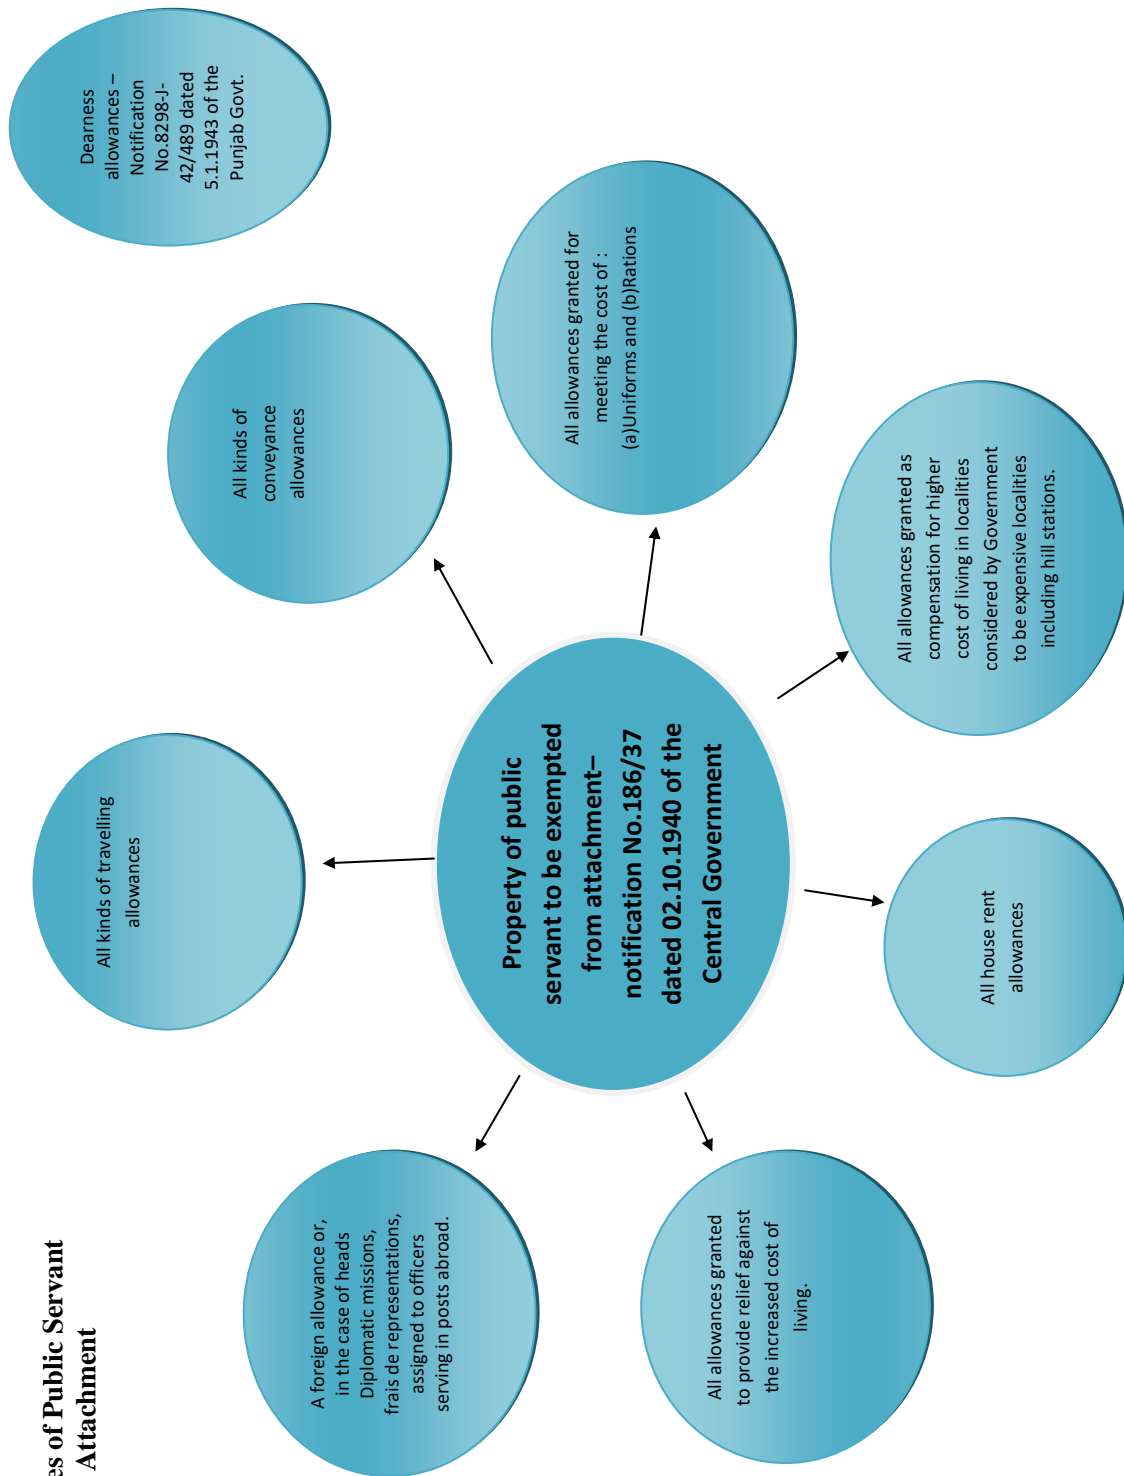 es of Public Servant
Attachment
Dearness
allowances –
Notification
No.8298-J-
42/489 dated
5.1.1943 of the
Punjab Govt.
All kinds of travelling
allowances
All kinds of
conveyance
allowances
A foreign allowance or,
in the case of heads
Diplomatic missions,
frais de representations,
assigned to officers
serving in posts abroad.
Property of public
servant to be exempted
from attachment–
notification No.186/37
dated 02.10.1940 of the
Central Government
All allowances granted for
meeting the cost of :
(a)Uniforms and (b)Rations
All allowances granted
to provide relief against
the increased cost of
living.
All house rent
allowances
All allowances granted as
compensation for higher
cost of living in localities
considered by Government
to be expensive localities
including hill stations.